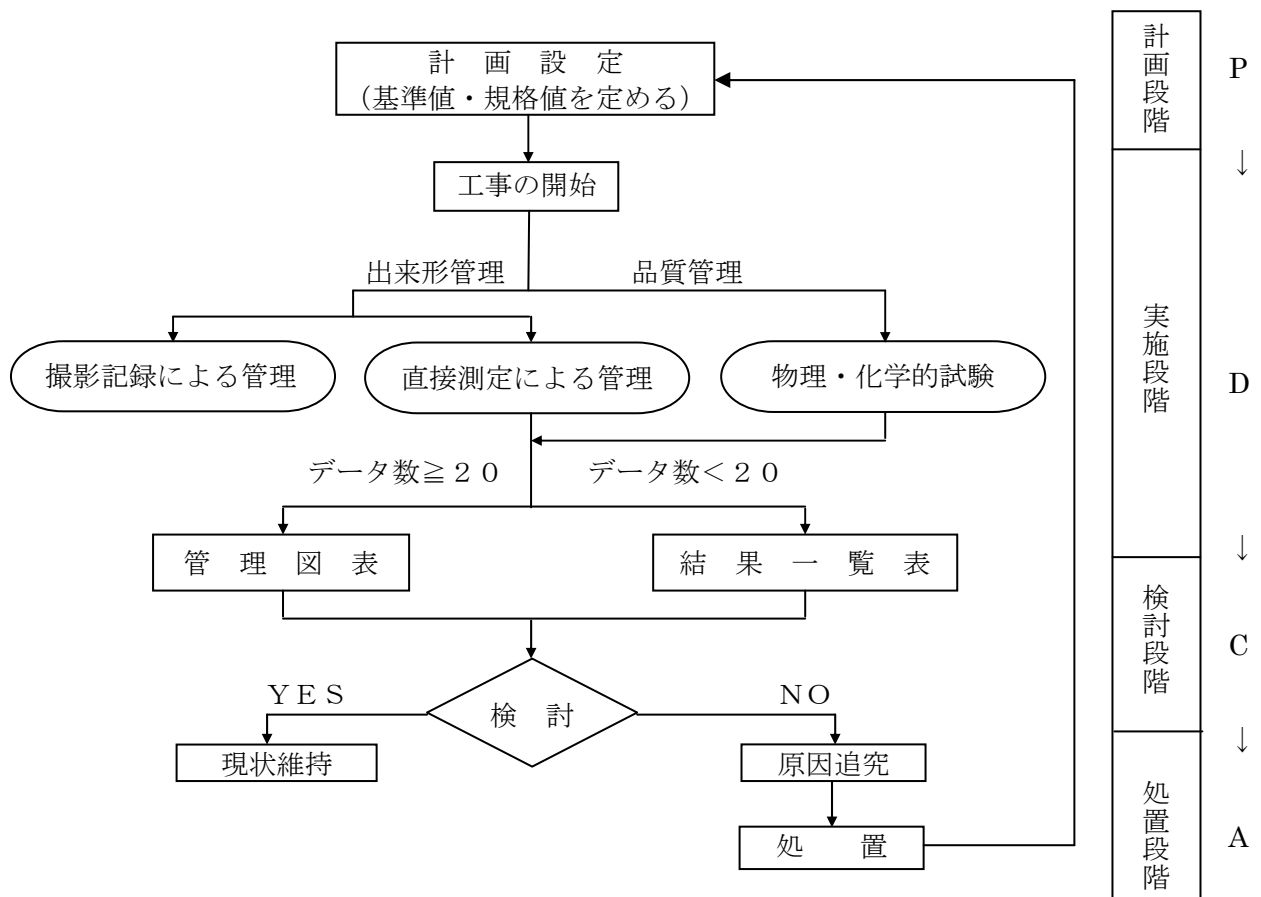 計　画　設　定
（基準値・規格値を定める）
工事の開始
出来形管理
品質管理
撮影記録による管理
直接測定による管理
物理・化学的試験
データ数≧２０
データ数＜２０
管　理　図　表
結　果　一　覧　表
ＹＥＳ
検　討
ＮＯ
現状維持
原因追究
処　　置
計画段階
P
↓
実施段階
D
↓
検討段階
C
↓
処置段階
A